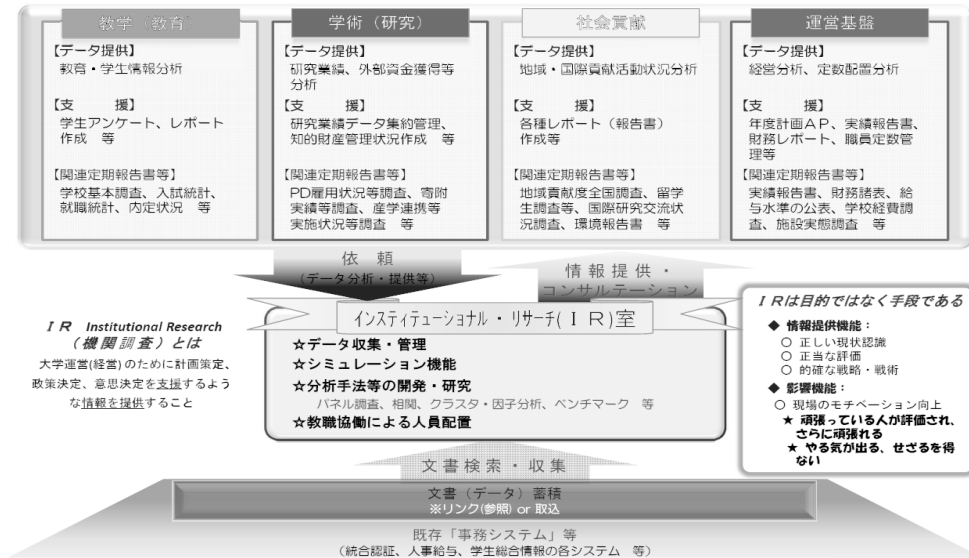 教学（教育）
【データ提供】
教育・学生情報分析
【支　　援】
学生アンケート、レポート
作成　等
【関連定期報告書等】
学校基本調査、入試統計、
就職統計、内定状況　等
学術（研究）
【データ提供】
研究業績、外部資金獲得等
分析
【支　　援】
研究業績データ集約管理、
知的財産管理状況作成　等
【関連定期報告書等】
PD雇用状況等調査、寄附
実績等調査、産学連携等
実施状況等調査　等
社会貢献
【データ提供】
地域・国際貢献活動状況分析
【支　　援】
各種レポート（報告書）
作成等
【関連定期報告書等】
地域貢献度全国調査、留学
生調査等、国際研究交流状
況調査、環境報告書　等
運営基盤
【データ提供】
経営分析、定数配置分析
【支　　援】
年度計画ＡＰ、実績報告書、
財務レポート、職員定数管
理等
【関連定期報告書等】
実績報告書、財務諸表、給
与水準の公表、学校経費調
査、施設実態調査　等
依　頼
(データ分析・提供等)
情報提供・
コンサルテーション
ＩＲ　Institutional Research
（機関調査）とは
大学運営(経営)のために計画策定、
政策決定、意思決定を支援するよう
な情報を提供すること
インスティテューショナル・リサーチ(ＩＲ)室
☆データ収集・管理
☆シミュレーション機能
☆分析手法等の開発・研究
パネル調査、相関、クラスタ・因子分析、ベンチマーク　等
☆教職協働による人員配置
ＩＲは目的ではなく手段である
◆ 情報提供機能：
○ 正しい現状認識
○ 正当な評価
○ 的確な戦略・戦術
◆ 影響機能：
○ 現場のモチベーション向上
★ 頑張っている人が評価され、
さらに頑張れる
★ やる気が出る、せざるを得
ない
文書検索・収集
文書（データ）蓄積
※リンク(参照) or 取込
既存「事務システム」等
(統合認証、人事給与、学生総合情報の各システム　等)